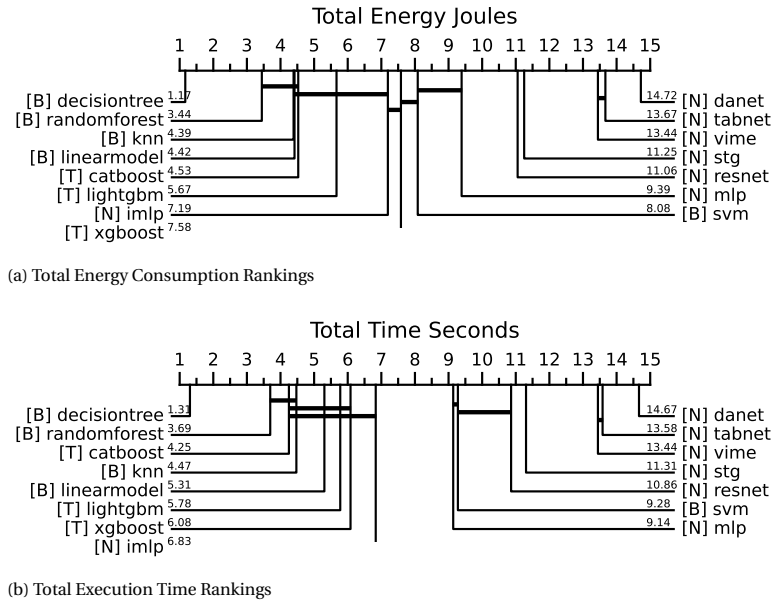 Total Energy Joules
1 2 3 4 5 6 7 8 9 10 11 12 13 14 15
[B] decisiontree 1.17 14.72 [N] danet
[B] randomforest 3.44 13.67 [N] tabnet
[B] knn 4.39 13.44 [N] vime
[B] linearmodel 4.42 11.25 [N] stg
[T] catboost 4.53 11.06 [N] resnet
[T] lightgbm 5.67 9.39 [N] mlp
[N] imlp 7.19 8.08 [B] svm
[T] xgboost 7.58
(a) Total Energy Consumption Rankings
Total Time Seconds
1 2 3 4 5 6 7 8 9 10 11 12 13 14 15
[B] decisiontree 1.31 14.67 [N] danet
[B] randomforest 3.69 13.58 [N] tabnet
[T] catboost 4.25 13.44 [N] vime
[B] knn 4.47 11.31 [N] stg
[B] linearmodel 5.31 10.86 [N] resnet
[T] lightgbm 5.78 9.28 [B] svm
[T] xgboost 6.08 9.14 [N] mlp
[N] imlp 6.83
(b) Total Execution Time Rankings